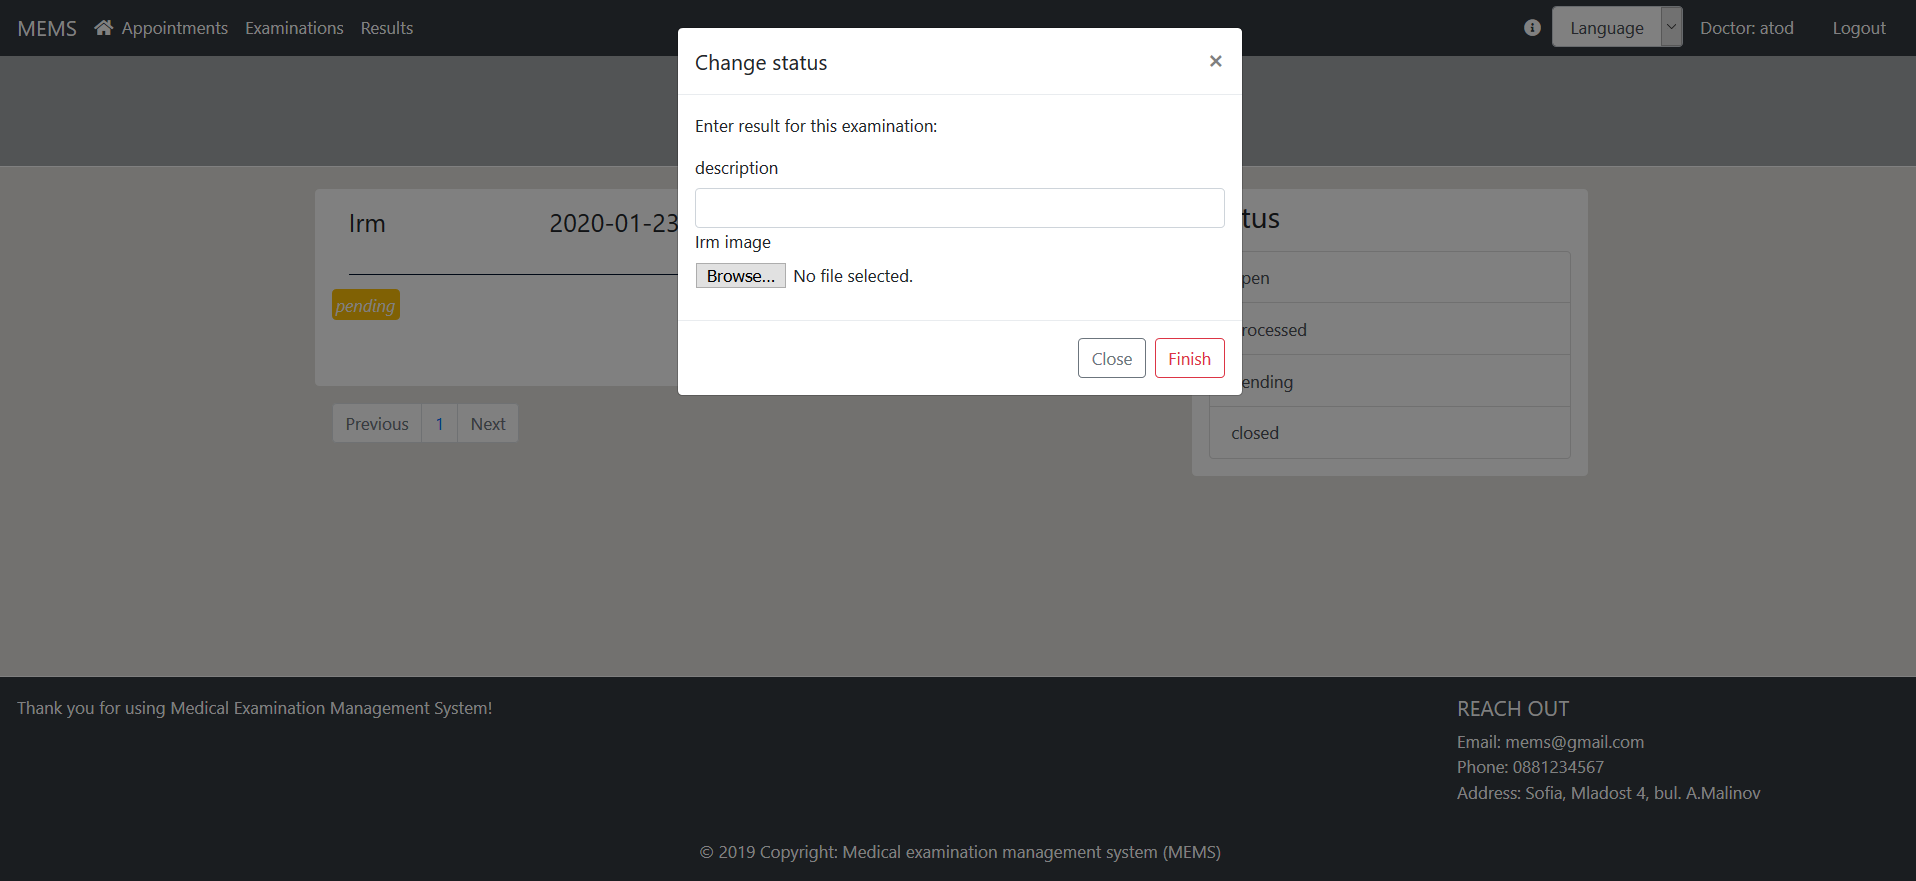 MEMS Appointments Examinations Results Language Doctor: atod Logout
Change status ×
Enter result for this examination:
description
Irm image
Browse... No file selected.
Close Finish
Irm 2020-01-23
pending
Previous 1 Next
tus
pen
rocessed
ending
closed
Thank you for using Medical Examination Management System!
REACH OUT
Email: mems@gmail.com
Phone: 0881234567
Address: Sofia, Mladost 4, bul. A.Malinov
© 2019 Copyright: Medical examination management system (MEMS)